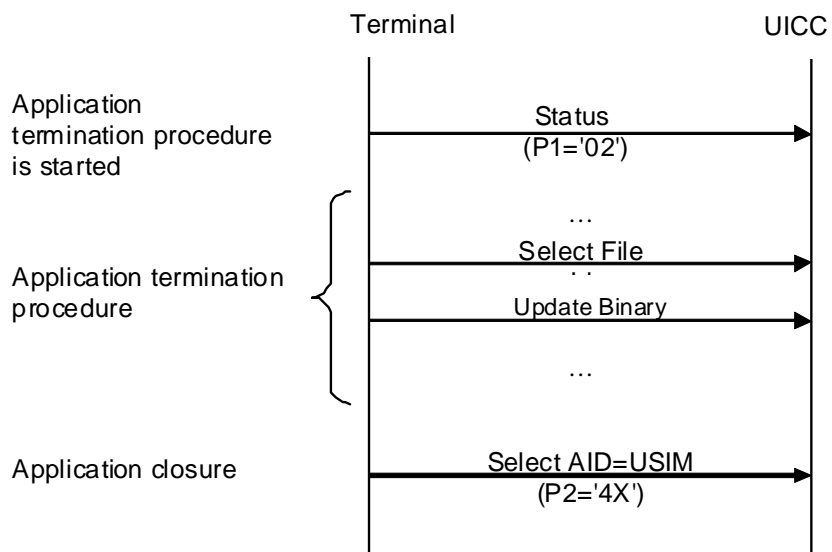 Terminal
UICC
Application
termination procedure
is started
Status
(P1='02')
...
Select File
. .
Application termination
procedure
Update Binary
...
Application closure
Select AID=USIM
(P2='4X')